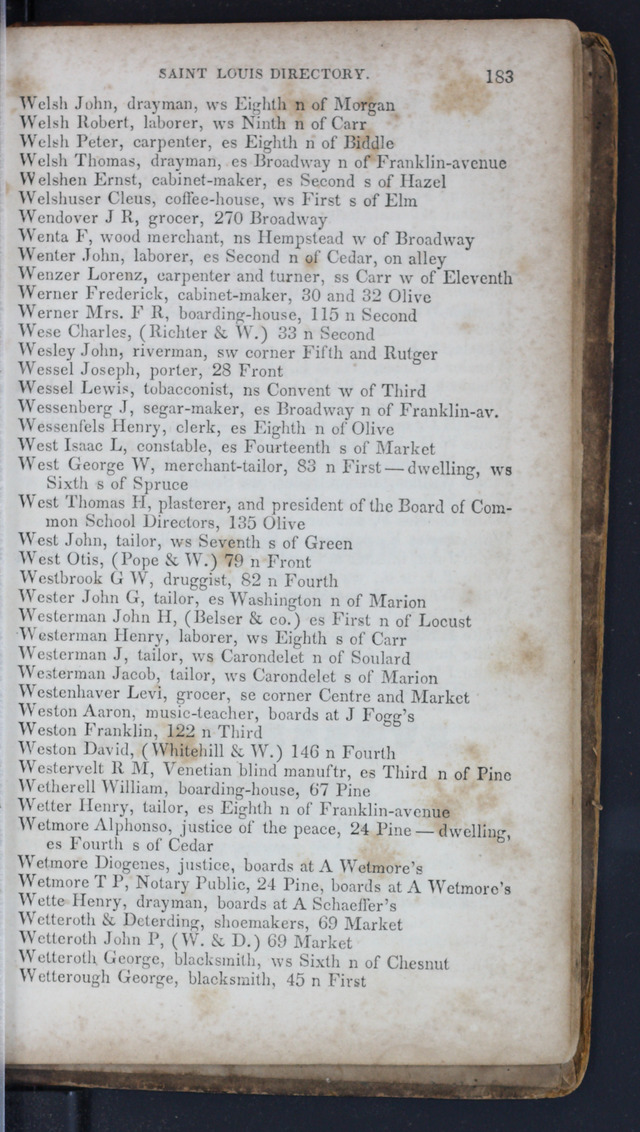 SAINT LOUIS DIRECTORY. 183
Welsh John, drayman, ws Eighth n of Morgan
Welsh Robert, laborer, ws Ninth n of Carr
Welsh Peter, carpenter, es Eighth n of Biddle
Welsh Thomas, drayman, es Broadway n of Franklin-avenue
Welshen Ernst, cabinet-maker, es Second s of Hazel
Welshuser Cleus, coffee-house, ws First s of Elm
Wendover J R, grocer, 270 Broadway
Wenta F, wood merchant, ns Hempstead w of Broadway
Wenter John, laborer, es Second n of Cedar, on alley
Wenzer Lorenz, carpenter and turner, ss Carr w of Eleventh
Werner Frederick, cabinet-maker, 30 and 32 Olive
Werner Mrs. F R, boarding-house, 115 n Second
Wese Charles, (Richter & W.) 33 n Second
Wesley John, riverman, sw corner Fifth and Rutger
Wessel Joseph, porter, 28 Front
Wessel Lewis, tobacconist, ns Convent w of Third
Wessenberg J, segar-maker, es Broadway n of Franklin-av.
Wessenfels Henry, clerk, es Eighth n of Olive
West Isaac L, constable, es Fourteenth s of Market
West George W, merchant-tailor, 83 n First — dwelling, ws
Sixth s of Spruce
West Thomas H, plasterer, and president of the Board of Com-
mon School Directors, 135 Olive
West John, tailor, ws Seventh s of Green
West Otis, (Pope & W.) 79 n Front
Westbrook G W, druggist, 82 n Fourth
Wester John G, tailor, es Washington n of Marion
Westerman John H, (Belser & co.) es First n of Locust
Westerman Henry, laborer, ws Eighth s of Carr
Westerman J, tailor, ws Carondelet n of Soulard
Westerman Jacob, tailor, ws Carondelet s of Marion
Westenhaver Levi, grocer, se corner Centre and Market
Weston Aaron, music-teacher, boards at J Fogg's
Weston Franklin, 122 n Third
Weston David, (Whitehill & W.) 146 n Fourth
Westervelt R M, Venetian blind manuftr, es Third n of Pine
Wetherell William, boarding-house, 67 Pine
Wetter Henry, tailor, es Eighth n of Franklin-avenue
Wetmore Alphonso, justice of the peace, 24 Pine — dwelling,
es Fourth s of Cedar
Wetmore Diogenes, justice, boards at A Wetmore's
Wetmore T P, Notary Public, 24 Pine, boards at A Wetmore's
Wette Henry, drayman, boards at A Schaeffer's
Wetteroth & Deterding, shoemakers, 69 Market
Wetteroth John P, (W. & D.) 69 Market
Wetteroth George, blacksmith, ws Sixth n of Chesnut
Wetterough George, blacksmith, 45 n First